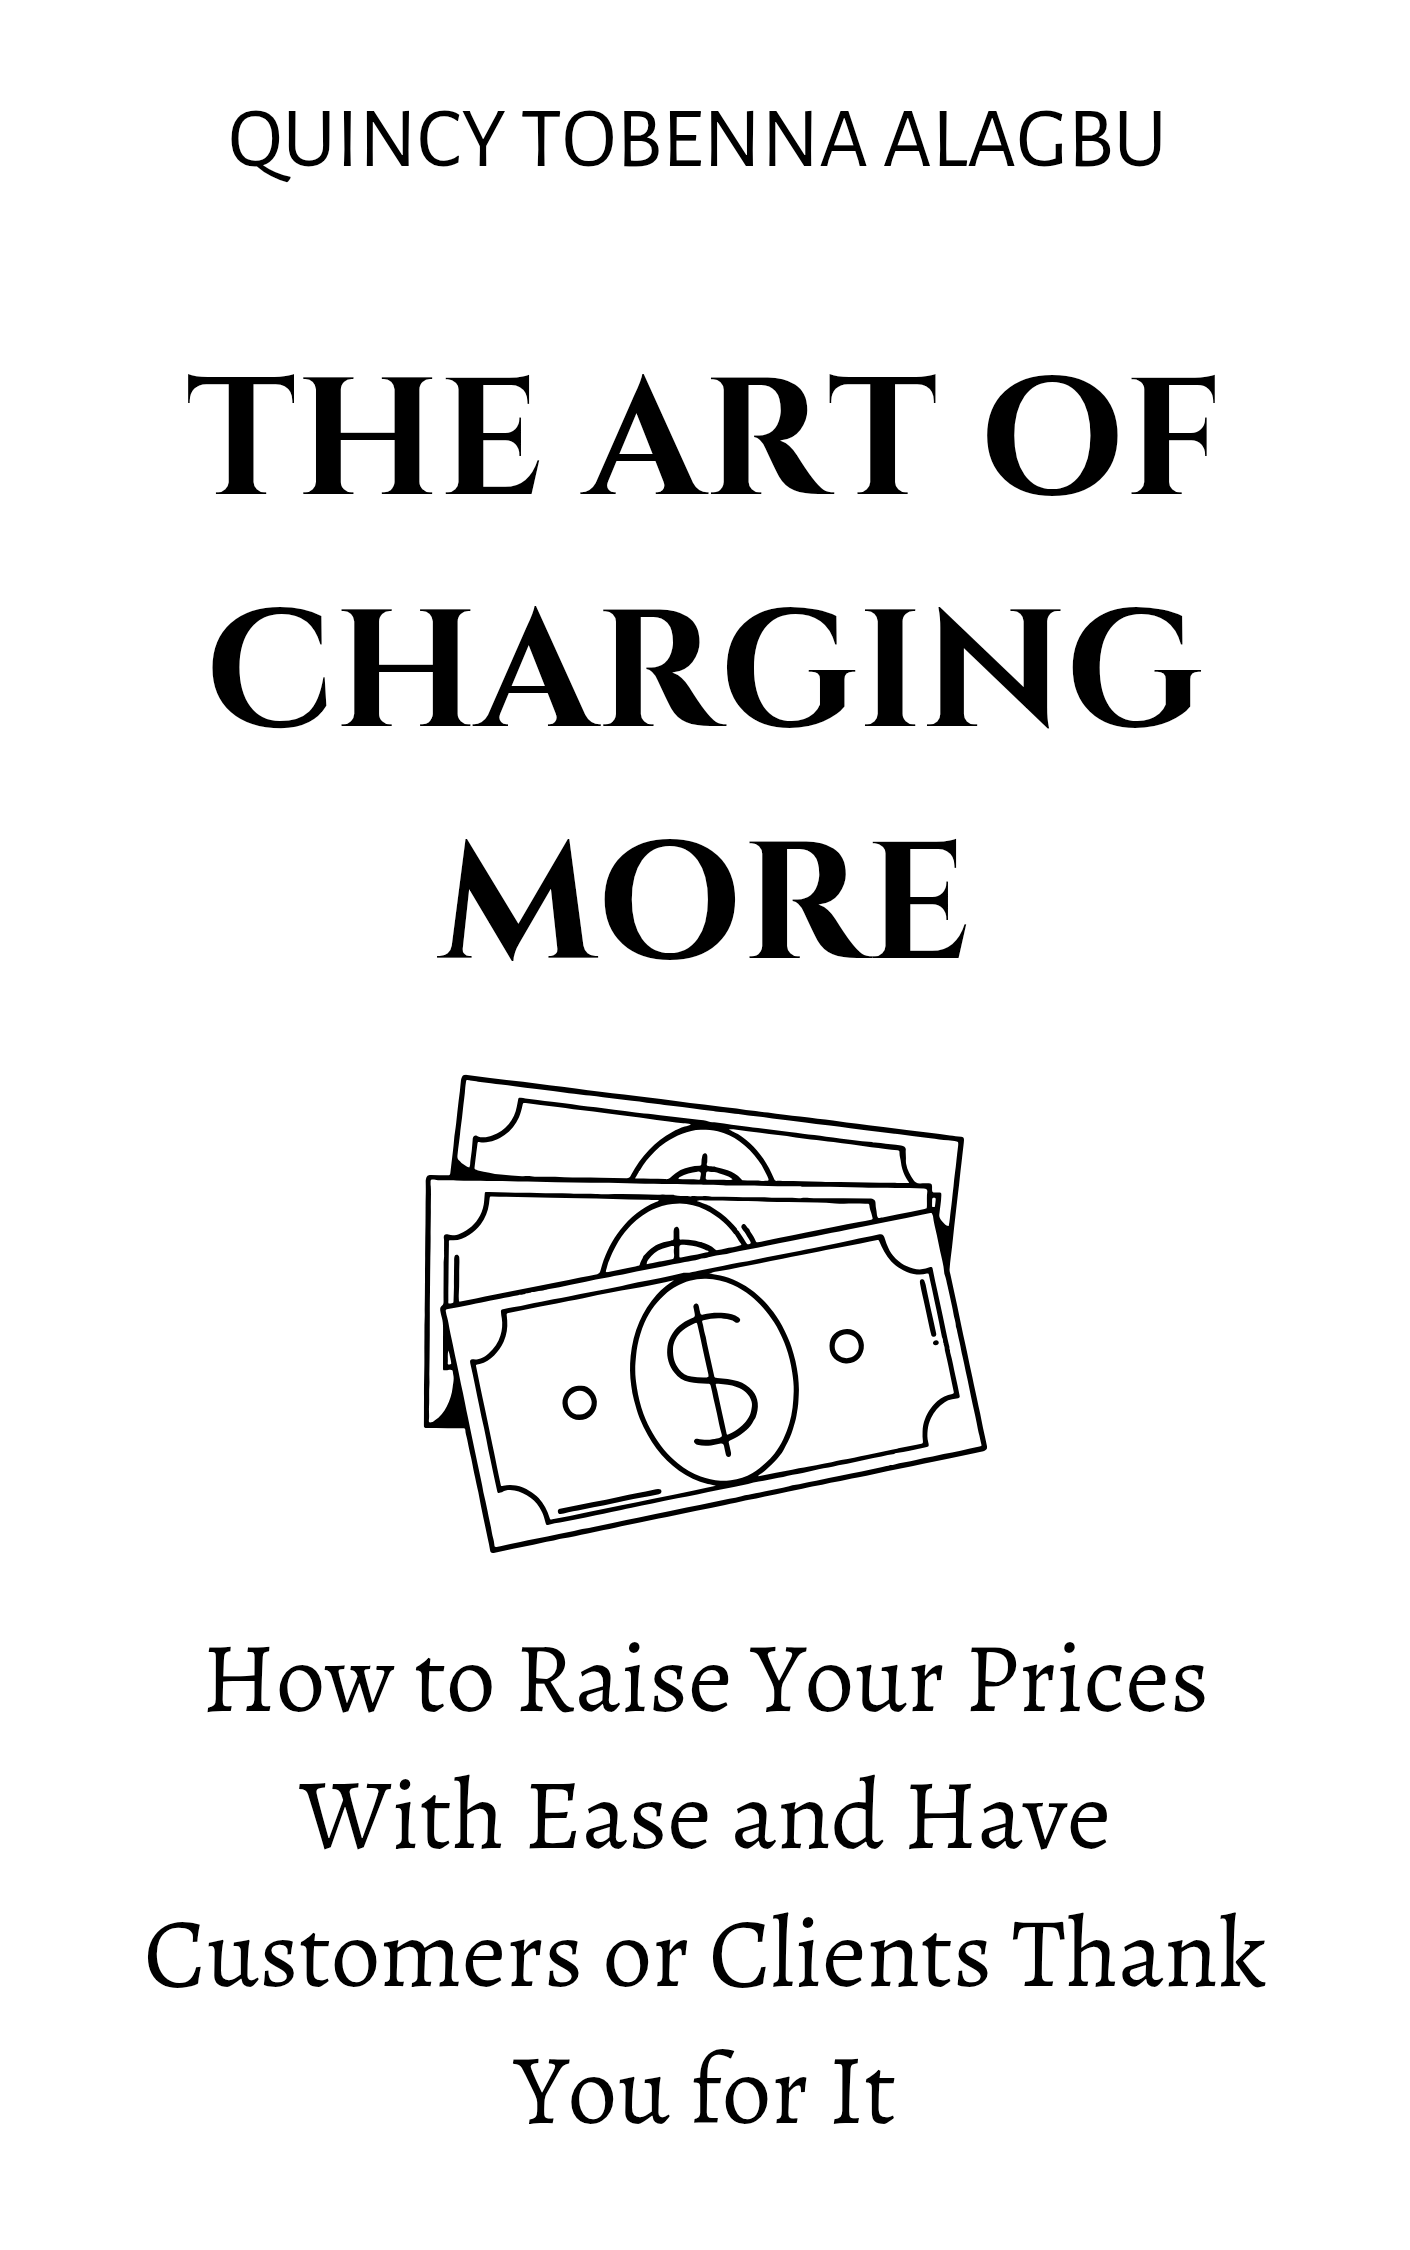 QUINCY TOBENNA ALAGBU
THE ART OF
CHARGING
MORE
$
How to Raise Your Prices
With Ease and Have
Customers or Clients Thank
You for It